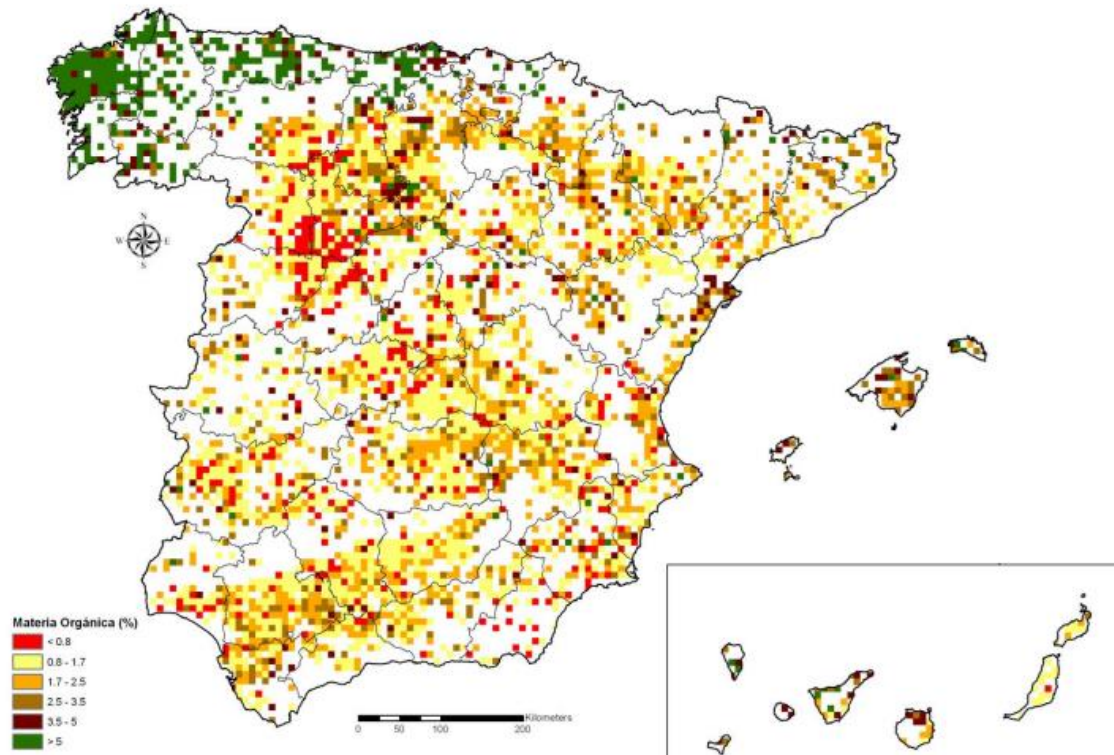 N
W E
S
Materia Orgánica (%)
< 0.8
0.8 - 1.7
1.7 - 2.5
2.5 - 3.5
3.5 - 5
> 5
Kilometers
0 50 100 200